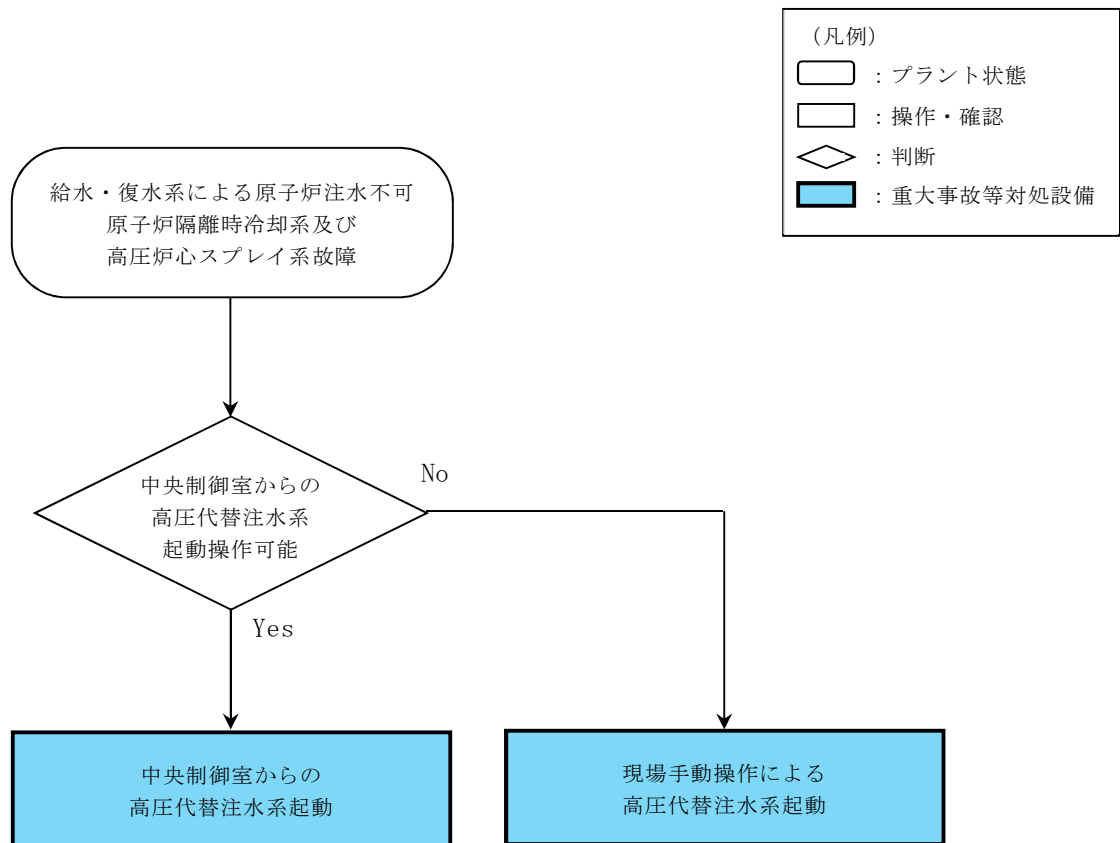 (凡例)
：プラント状態
：操作・確認
：判断
：重大事故等対処設備
給水・復水系による原子炉注水不可
原子炉隔離時冷却系及び
高圧炉心スプレイ系故障
中央制御室からの
高圧代替注水系
起動操作可能
No
Yes
中央制御室からの
高圧代替注水系起動
現場手動操作による
高圧代替注水系起動